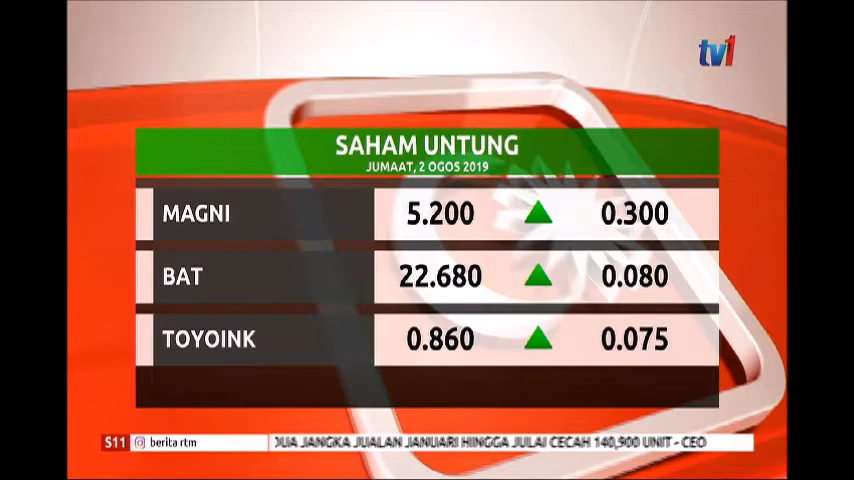 tv1
SAHAM UNTUNG
JUMAAT, 2 OGOS 2019
MAGNI 5.200 0.300
BAT 22.680 0.080
TOYOINK 0.860 0.075
S11 berita rtm JANGKA JUALAN JANUARI HINGGA JULAI CECAH 140,900 UNIT - CEO